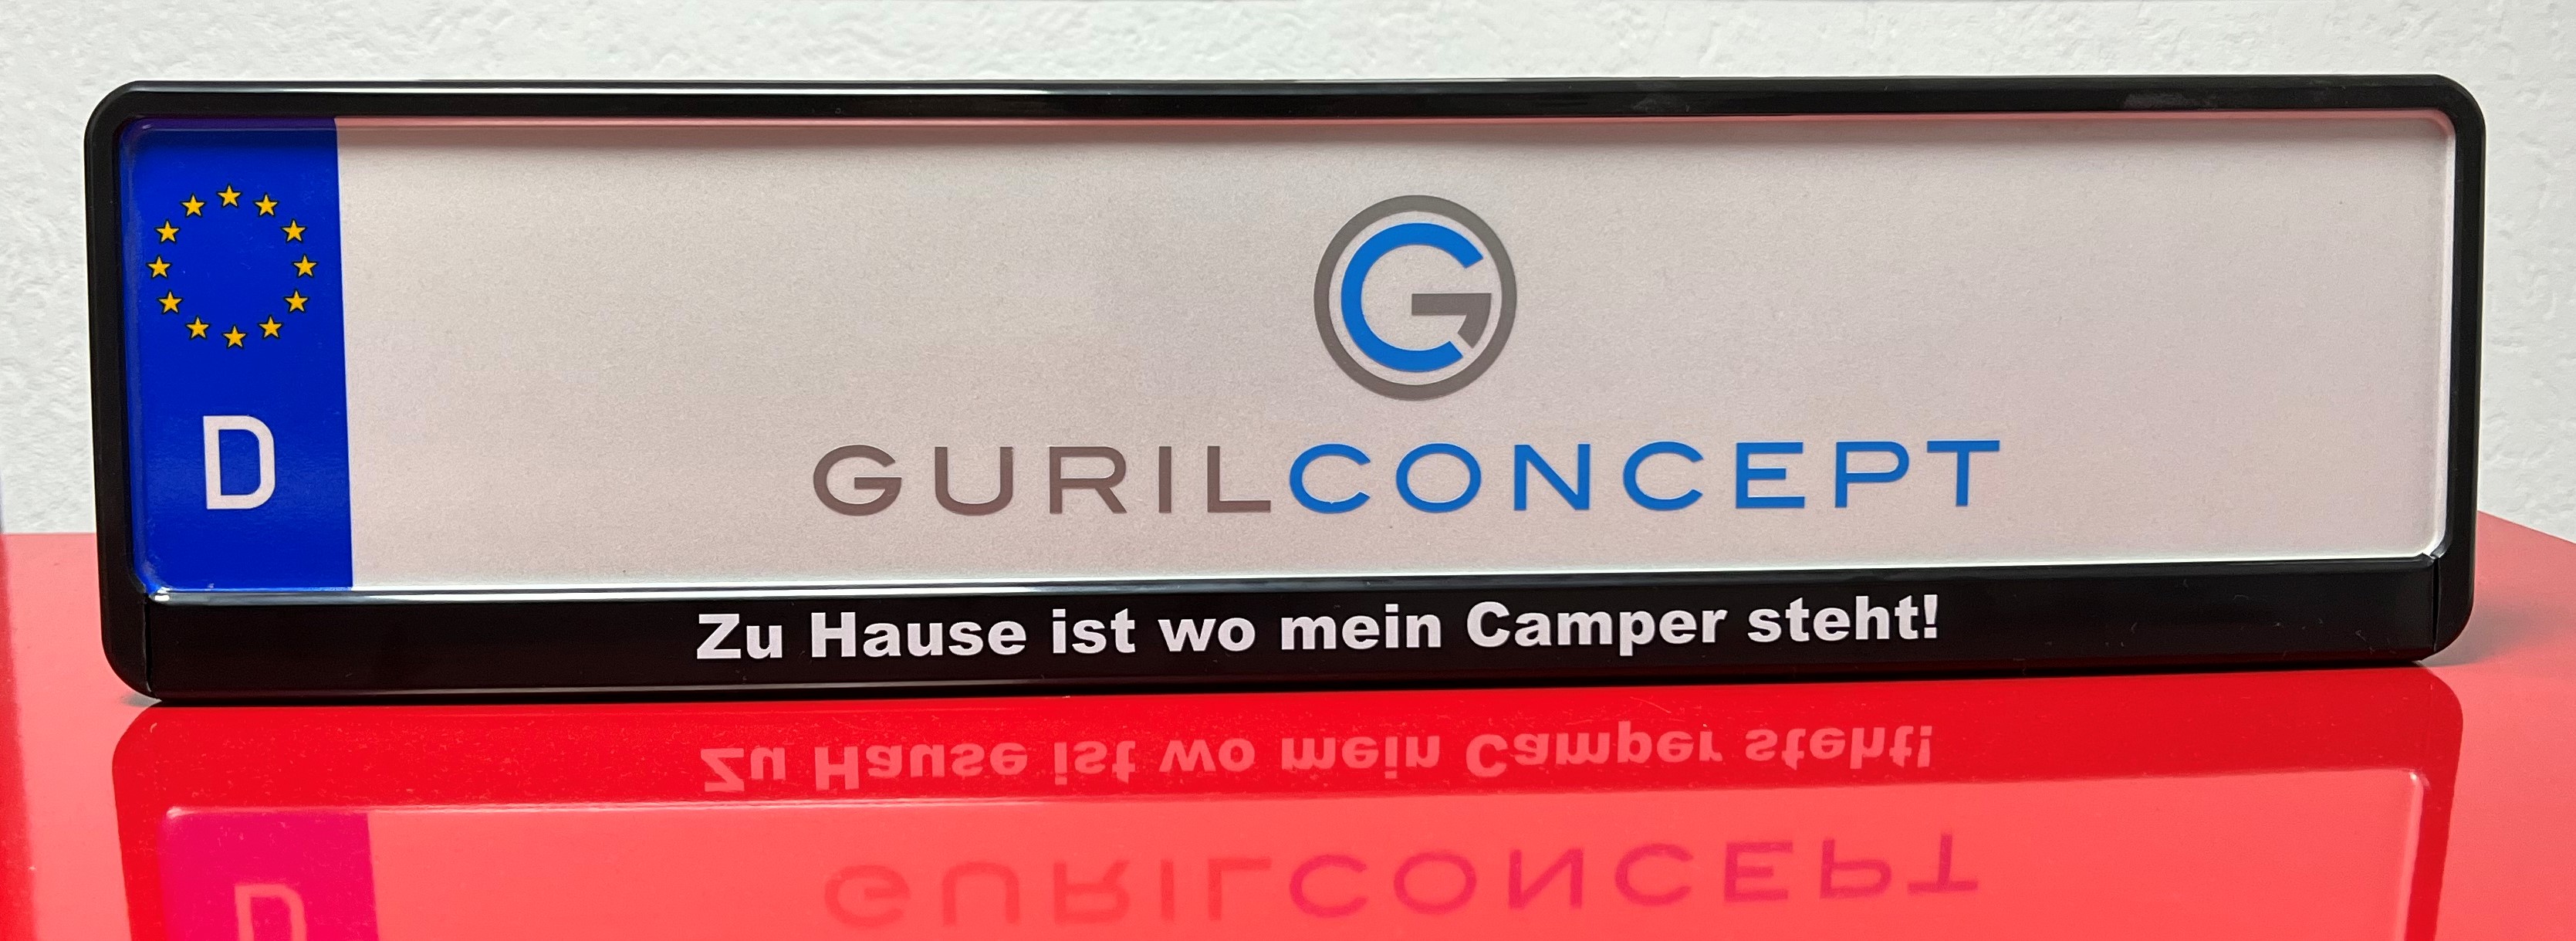 D
GURILCONCEPT
Zu Hause ist wo mein Camper steht!